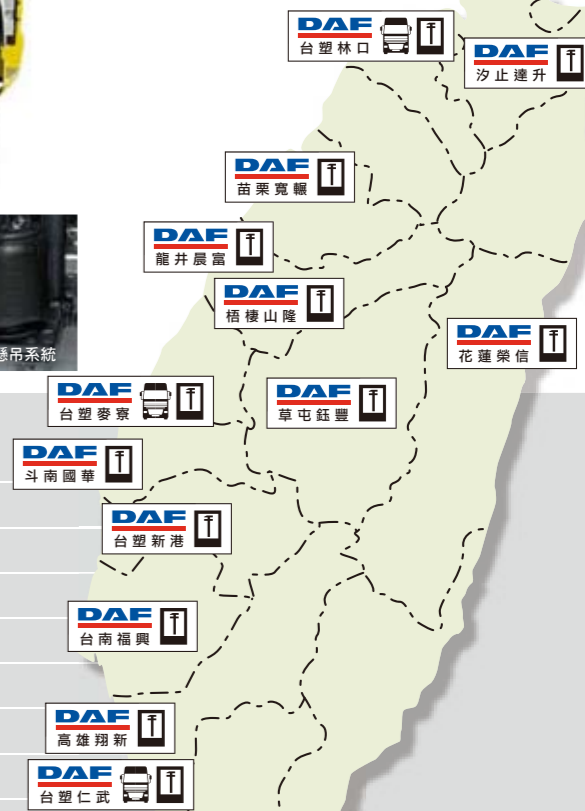 DAF
台塑林口
DAF
汐止達升
DAF
苗栗寬輾
DAF
龍井晨富
DAF
梧棲山隆
DAF
花蓮榮信
懸吊系統
DAF
台塑麥寮
DAF
草屯鈺豐
DAF
斗南國華
DAF
台塑新港
DAF
台南福興
DAF
高雄翔新
DAF
台塑仁武